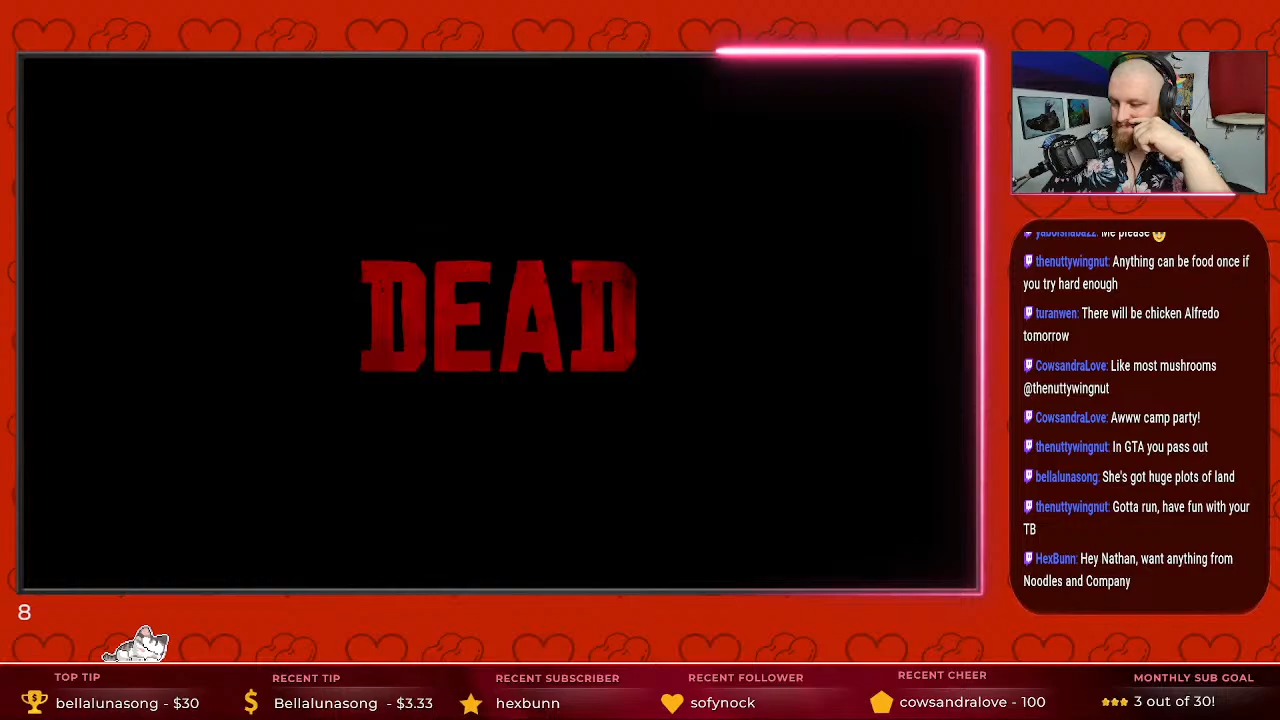 DEAD
yaboishabazz: Me please
thenuttywingnut: Anything can be food once if
you try hard enough
turanwen: There will be chicken Alfredo
tomorrow
CowsandraLove: Like most mushrooms
@thenuttywingnut
CowsandraLove: Awww camp party!
thenuttywingnut: In GTA you pass out
bellalunasong: She's got huge plots of land
thenuttywingnut: Gotta run, have fun with your
TB
HexBunn: Hey Nathan, want anything from
Noodles and Company
8
TOP TIP
bellalunasong - $30
RECENT TIP
Bellalunasong - $3.33
RECENT SUBSCRIBER
hexbunn
RECENT FOLLOWER
sofynock
RECENT CHEER
cowsandralove - 100
MONTHLY SUB GOAL
3 out of 30!